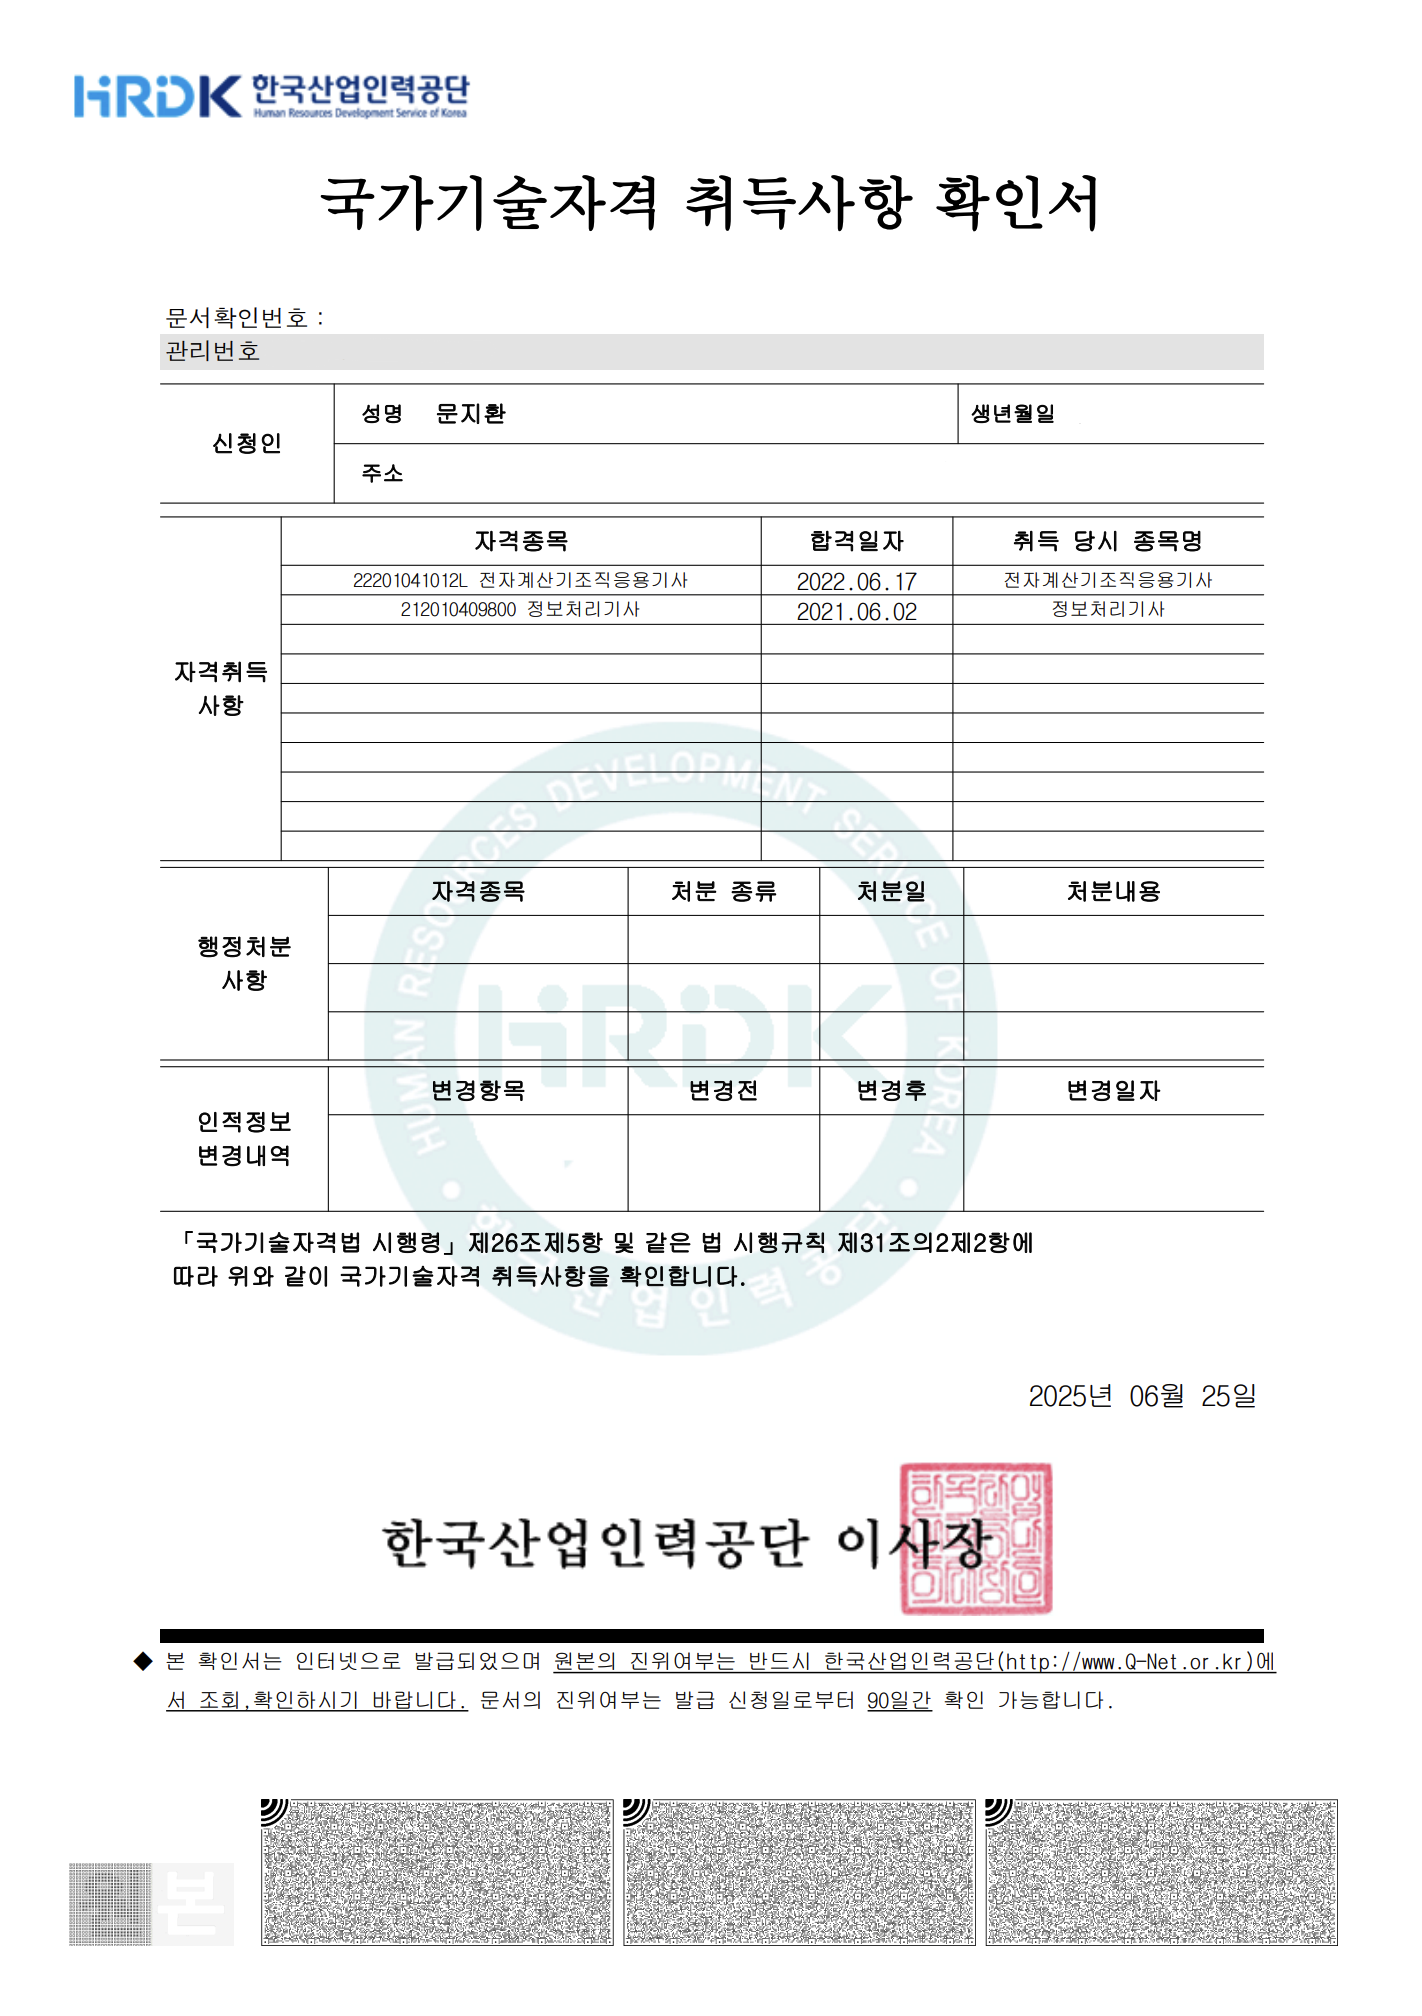 HRDK 한국산업인력공단
Human Resources Development Service of Korea
국가기술자격 취득사항 확인서
문서확인번호 :
관리번호
신청인
성명 문지환
생년월일
주소
자격취득
사항
자격종목 합격일자 취득 당시 종목명
22201041012L 전자계산기조직응용기사 2022.06.17 전자계산기조직응용기사
212010409800 정보처리기사 2021.06.02 정보처리기사
행정처분
사항
자격종목 처분 종류 처분일 처분내용
인적정보
변경내역
변경항목 변경전 변경후 변경일자
HUMAN RESOURCES DEVELOPMENT SERVICE OF KOREA
HRDK
한국산업인력공단
「국가기술자격법 시행령」제26조제5항 및 같은 법 시행규칙 제31조의2제2항에
따라 위와 같이 국가기술자격 취득사항을 확인합니다.
2025년 06월 25일
한국산업인력공단 이사장
◆ 본 확인서는 인터넷으로 발급되었으며 원본의 진위여부는 반드시 한국산업인력공단(http://www.Q-Net.or.kr)에
서 조회,확인하시기 바랍니다. 문서의 진위여부는 발급 신청일로부터 90일간 확인 가능합니다.
본